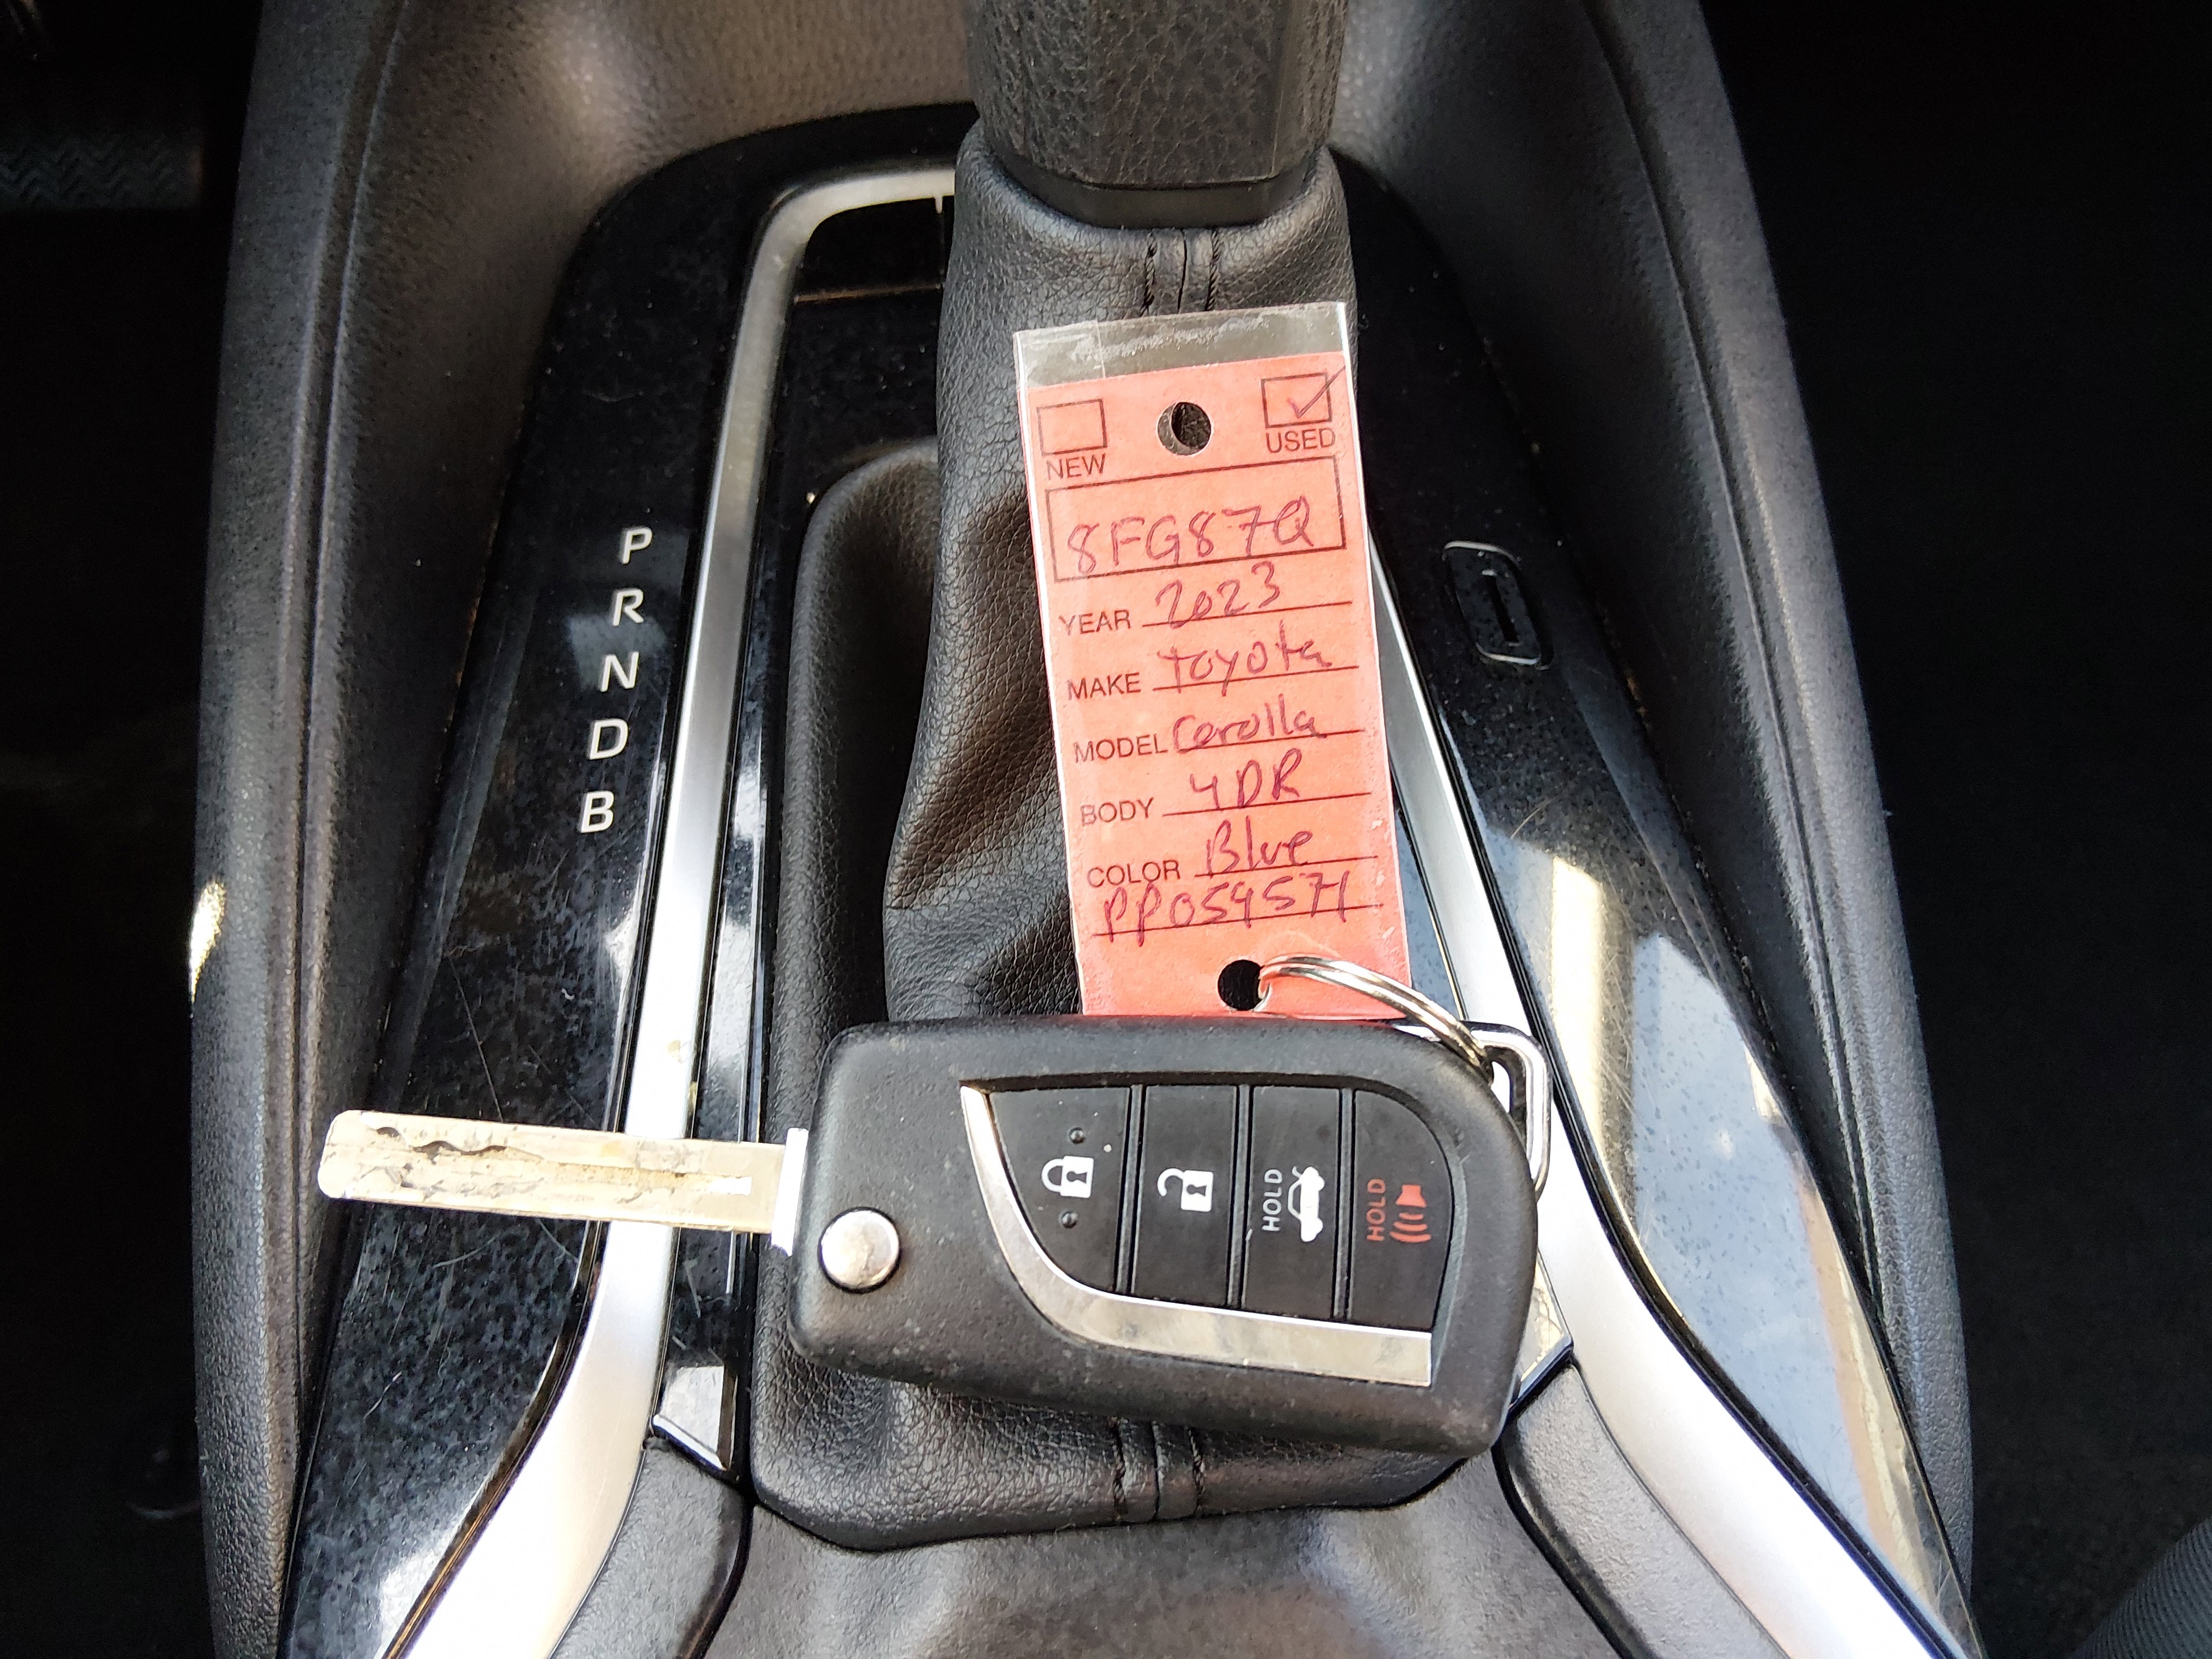 P
R
N
D
B
NEW
USED
8FG87Q
YEAR 2023
MAKE toyota
MODEL Corolla
BODY 4DR
COLOR Blue
PP054571
HOLD
HOLD